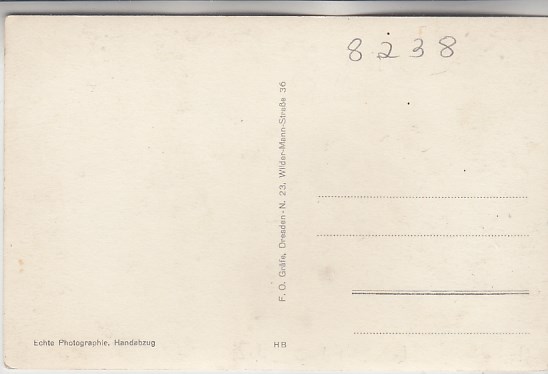 8238
F. O. Gräfe, Dresden-N. 23, Wilder-Mann-Straße 36
Echte Photographie, Handabzug
HB